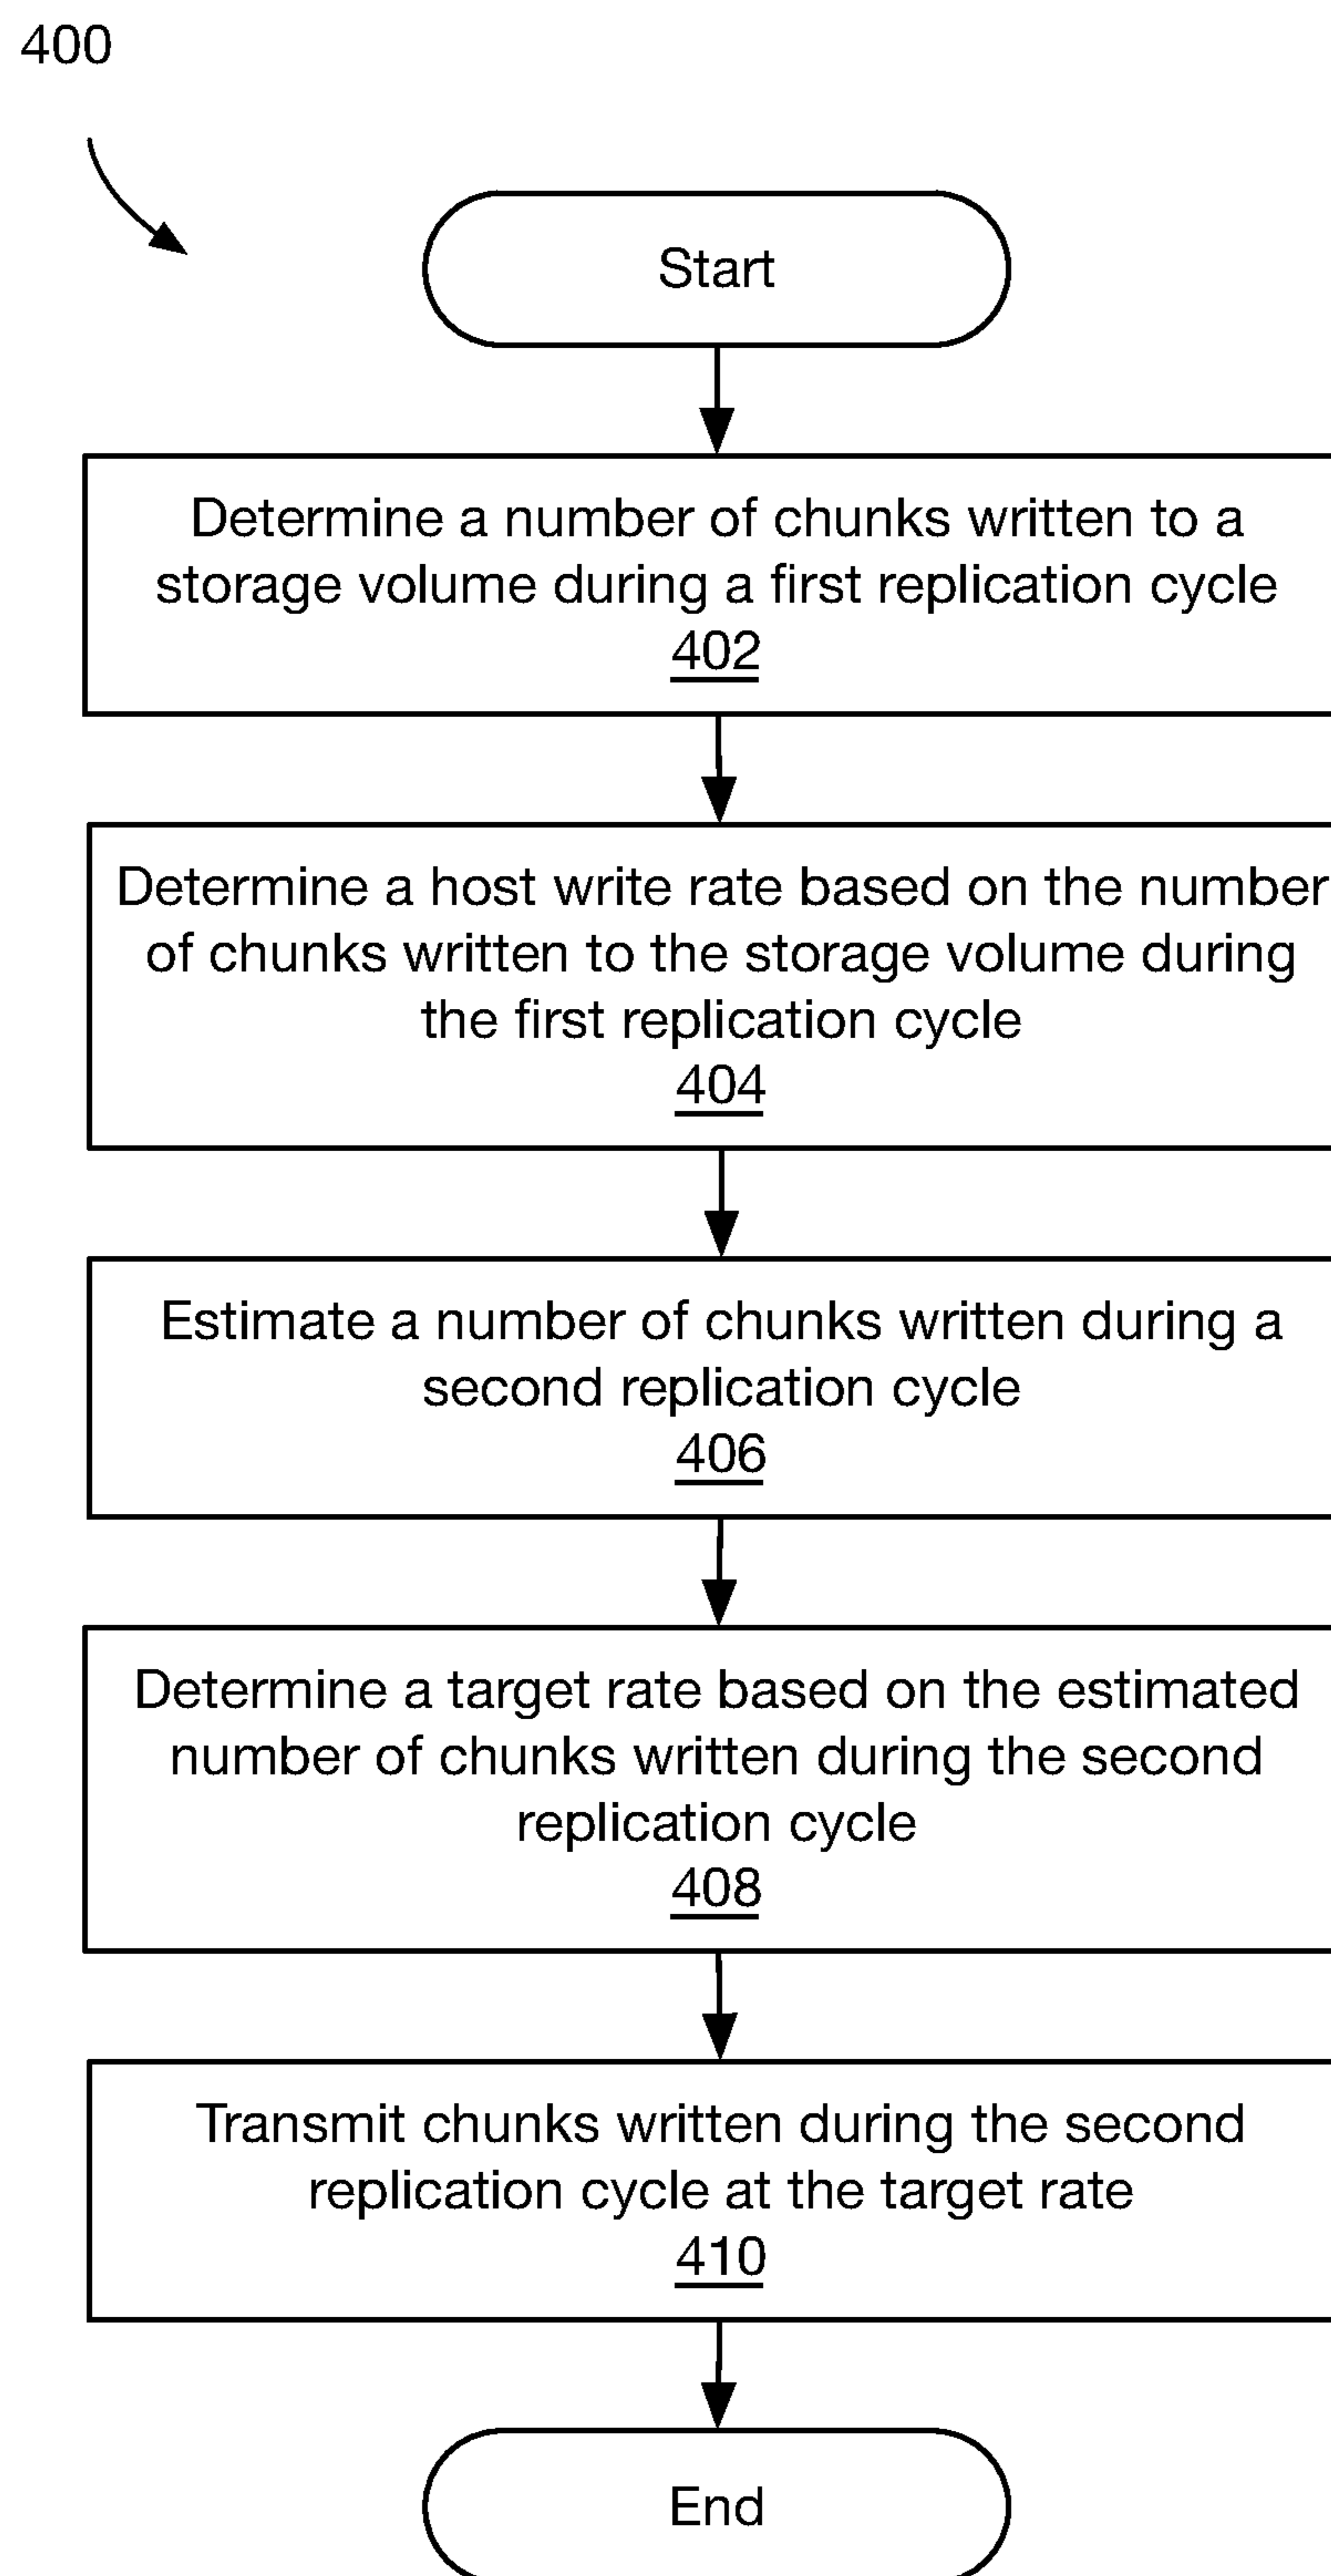 400
Start
Determine a number of chunks written to a
storage volume during a first replication cycle
402
Determine a host write rate based on the number
of chunks written to the storage volume during
the first replication cycle
404
Estimate a number of chunks written during a
second replication cycle
406
Determine a target rate based on the estimated
number of chunks written during the second
replication cycle
408
Transmit chunks written during the second
replication cycle at the target rate
410
End